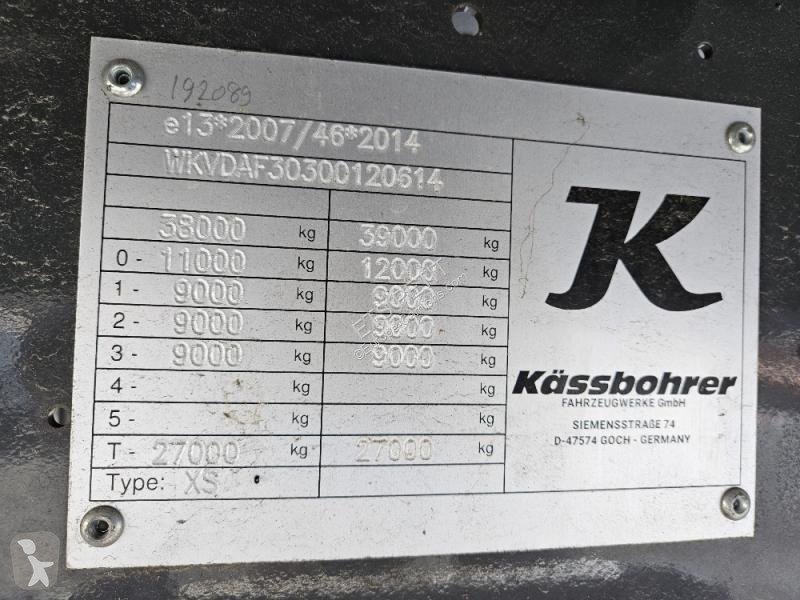 192089
e13*2007/46*2014
WKVDAF30300120614
38000 kg 39000 kg
0- 11000 kg 12000 kg
1- 9000 kg 9000 kg
2- 9000 kg 9000 kg
3- 9000 kg 9000 kg
4- kg kg
5- kg kg
T- 27000 kg 27000 kg
Type: XS
K
Kässbohrer
FAHRZEUGWERKE GmbH
SIEMENSSTRAßE 74
D-47574 GOCH - GERMANY